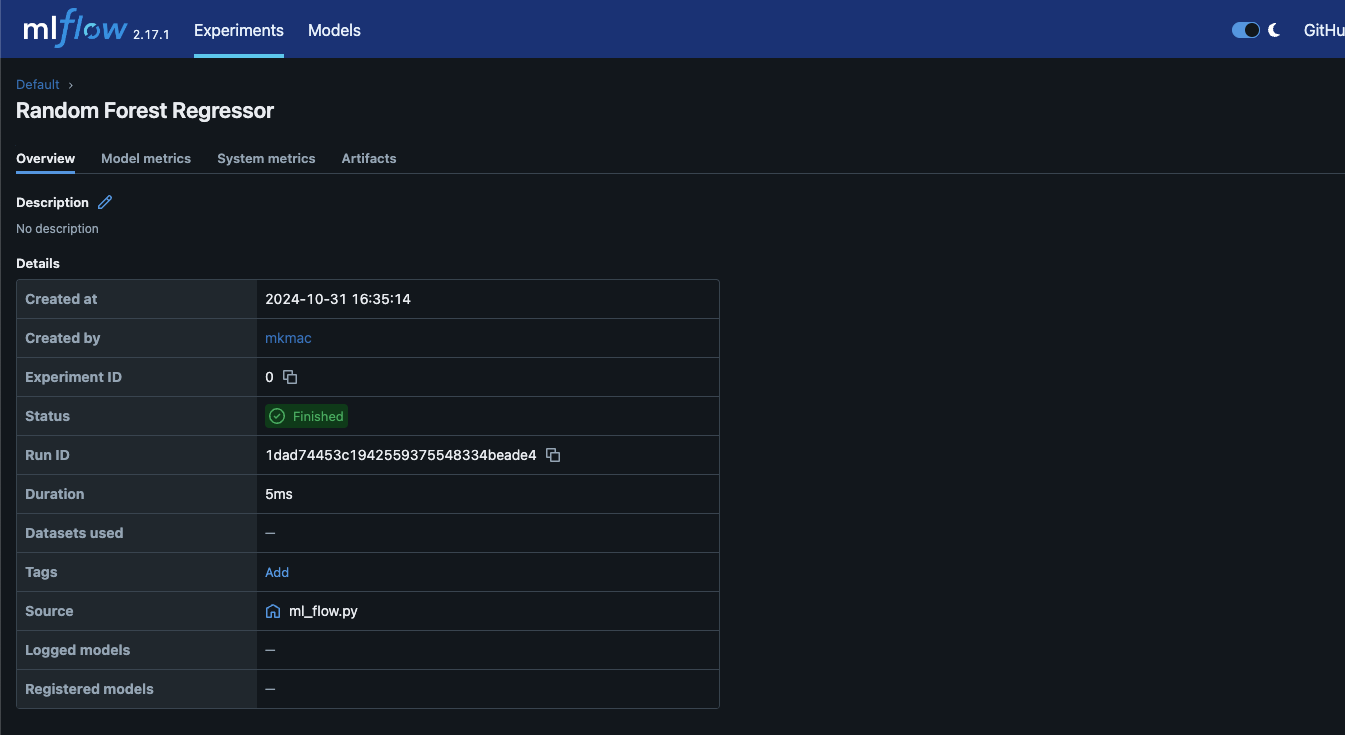 mlflow 2.17.1 Experiments Models GitHu
Default ›
Random Forest Regressor
Overview Model metrics System metrics Artifacts
Description
No description
Details
Created at 2024-10-31 16:35:14
Created by mkmac
Experiment ID 0
Status Finished
Run ID 1dad74453c1942559375548334beade4
Duration 5ms
Datasets used —
Tags Add
Source ml_flow.py
Logged models —
Registered models —